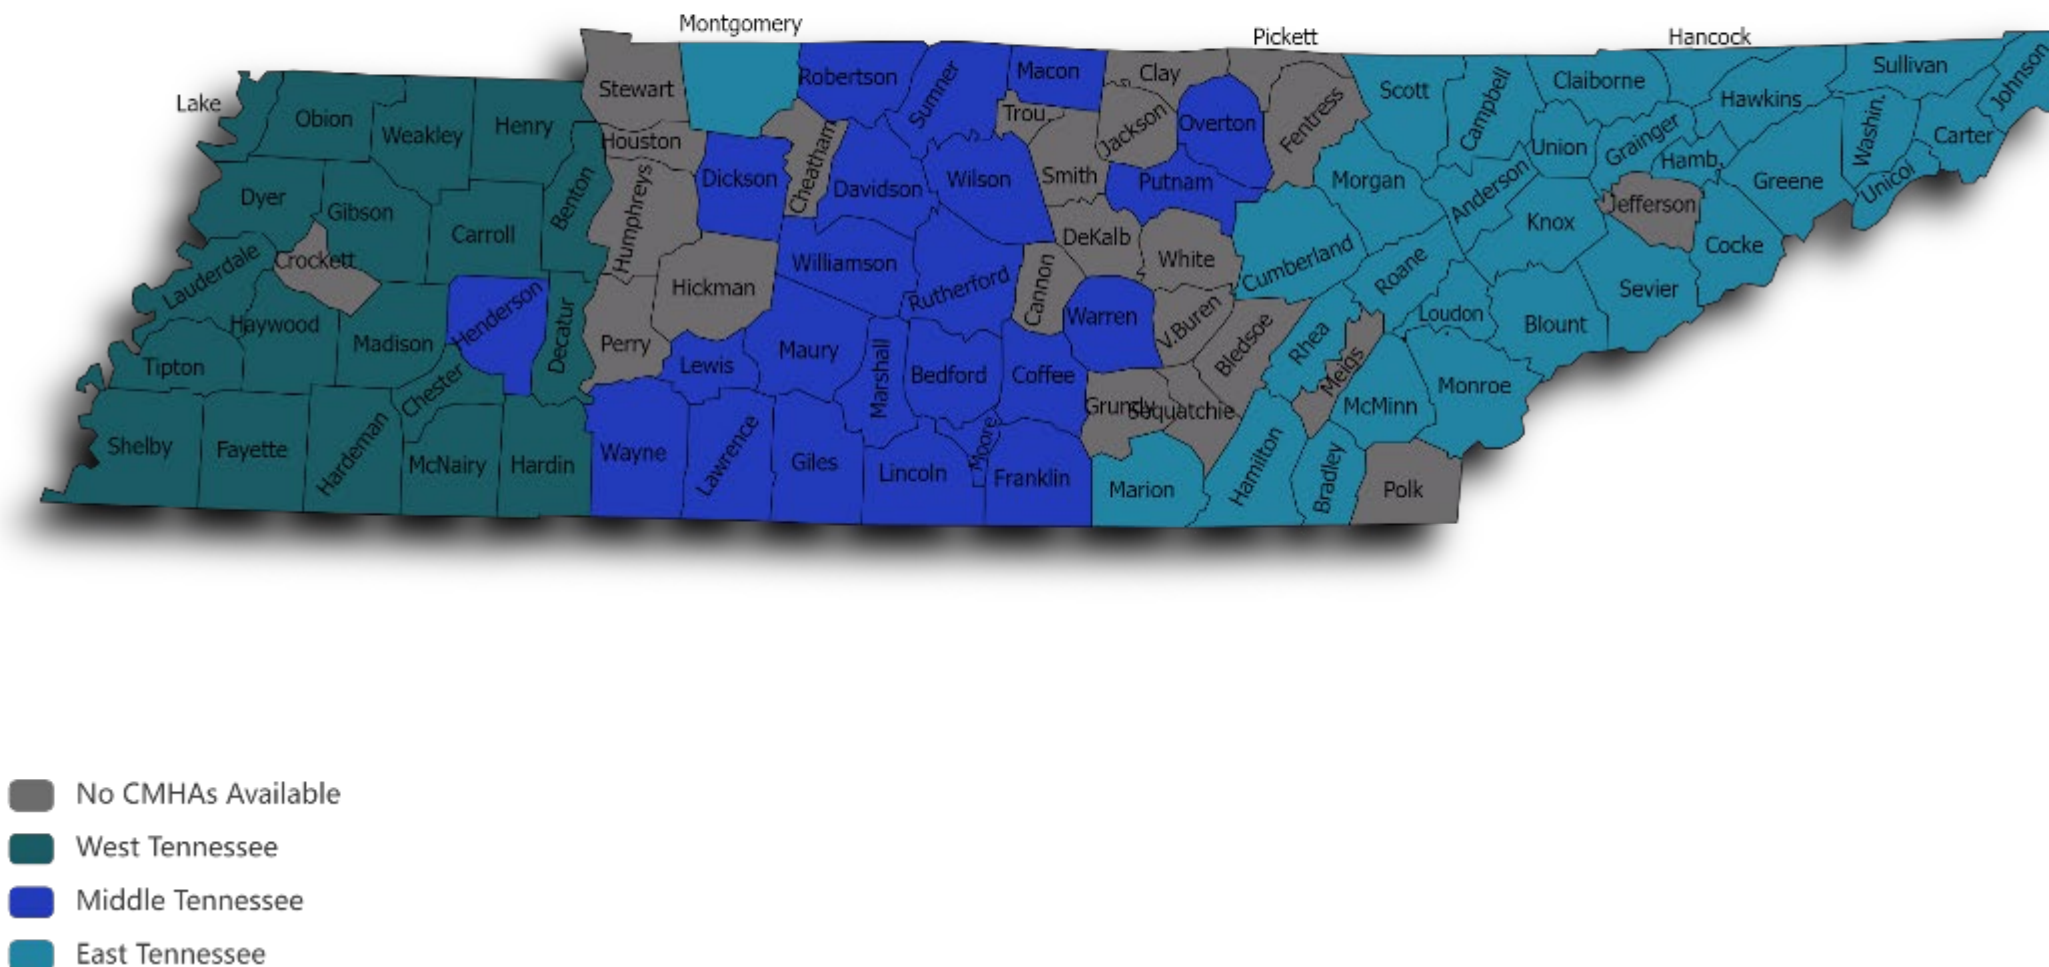 Montgomery
Pickett
Hancock
Lake
Obion
Weakley
Henry
Stewart
Robertson
Sumner
Macon
Clay
Scott
Campbell
Claiborne
Hawkins
Sullivan
Johnson
Houston
Cheatham
Trou.
Jackson
Overton
Fentress
Union
Grainger
Hamb.
Washin.
Carter
Dyer
Gibson
Carroll
Benton
Humphreys
Dickson
Davidson
Wilson
Smith
Putnam
Morgan
Anderson
Knox
Jefferson
Greene
Unicoi
Lauderdale
Crockett
Hickman
Williamson
Rutherford
Cannon
DeKalb
White
Cumberland
Roane
Loudon
Blount
Sevier
Cocke
Tipton
Haywood
Madison
Henderson
Decatur
Perry
Lewis
Maury
Marshall
Bedford
Coffee
Warren
V.Buren
Bledsoe
Rhea
Meigs
McMinn
Monroe
Chester
Grundy
Sequatchie
Shelby
Fayette
Hardeman
McNairy
Hardin
Wayne
Lawrence
Giles
Lincoln
Moore
Franklin
Marion
Hamilton
Bradley
Polk
No CMHAs Available
West Tennessee
Middle Tennessee
East Tennessee